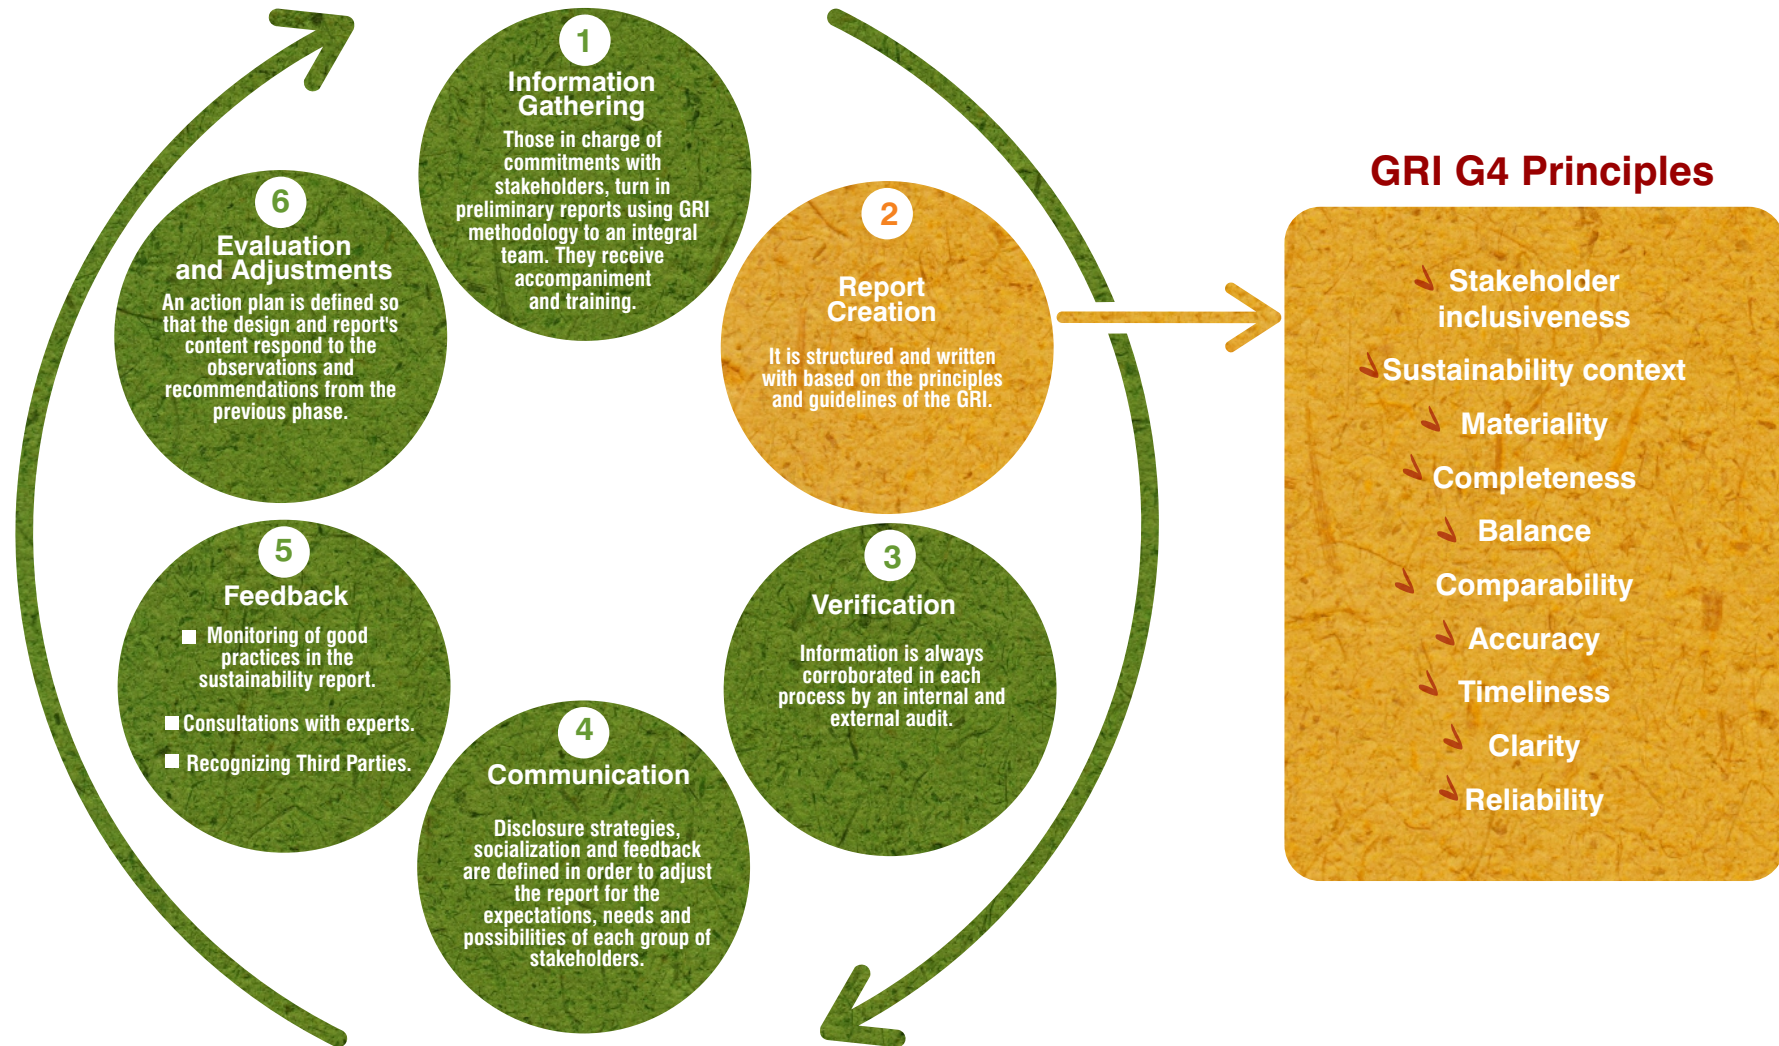 1
Information
Gathering
Those in charge of
commitments with
stakeholders, turn in
preliminary reports using GRI
methodology to an integral
team. They receive
accompaniment
and training.
2
Report
Creation
It is structured and written
with based on the principles
and guidelines of the GRI.
3
Verification
Information is always
corroborated in each
process by an internal and
external audit.
4
Communication
Disclosure strategies,
socialization and feedback
are defined in order to adjust
the report for the
expectations, needs and
possibilities of each group of
stakeholders.
5
Feedback
Monitoring of good
practices in the
sustainability report.
Consultations with experts.
Recognizing Third Parties.
6
Evaluation
and Adjustments
An action plan is defined so
that the design and report's
content respond to the
observations and
recommendations from the
previous phase.
GRI G4 Principles
Stakeholder
inclusiveness
Sustainability context
Materiality
Completeness
Balance
Comparability
Accuracy
Timeliness
Clarity
Reliability